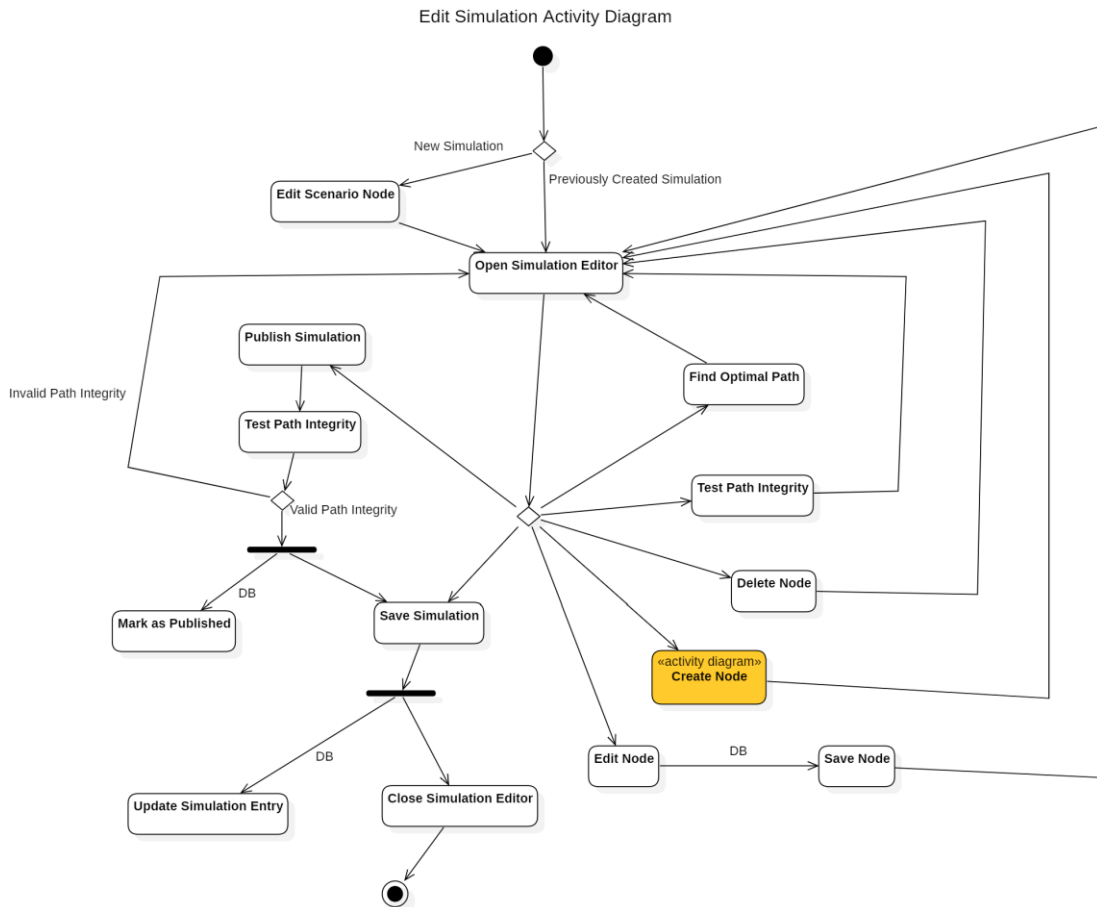 Edit Simulation Activity Diagram
New Simulation
Previously Created Simulation
Edit Scenario Node
Open Simulation Editor
Publish Simulation
Find Optimal Path
Invalid Path Integrity
Test Path Integrity
Test Path Integrity
Valid Path Integrity
Delete Node
DB
Mark as Published
Save Simulation
«activity diagram»
Create Node
Edit Node
DB
Save Node
DB
Update Simulation Entry
Close Simulation Editor